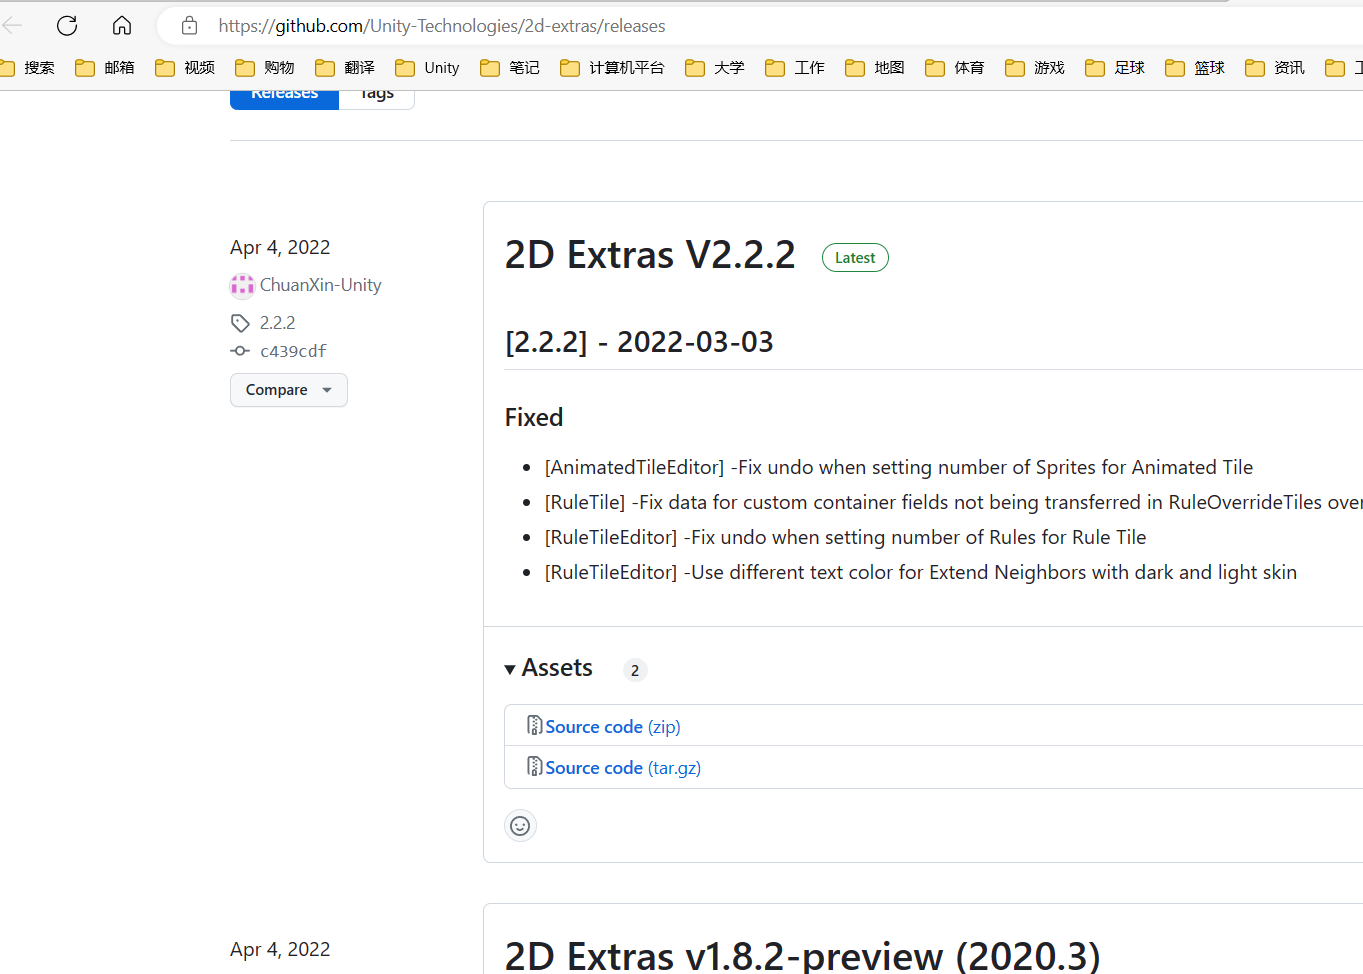 https://github.com/Unity-Technologies/2d-extras/releases
搜索 邮箱 视频 购物 翻译 Unity 笔记 计算机平台 大学 工作 地图 体育 游戏 足球 篮球 资讯
Releases Tags
Apr 4, 2022
ChuanXin-Unity
2.2.2
c439cdf
Compare
2D Extras V2.2.2 Latest
[2.2.2] - 2022-03-03
Fixed
[AnimatedTileEditor] -Fix undo when setting number of Sprites for Animated Tile
[RuleTile] -Fix data for custom container fields not being transferred in RuleOverrideTiles over
[RuleTileEditor] -Fix undo when setting number of Rules for Rule Tile
[RuleTileEditor] -Use different text color for Extend Neighbors with dark and light skin
Assets 2
Source code (zip)
Source code (tar.gz)
Apr 4, 2022
2D Extras v1.8.2-preview (2020.3)